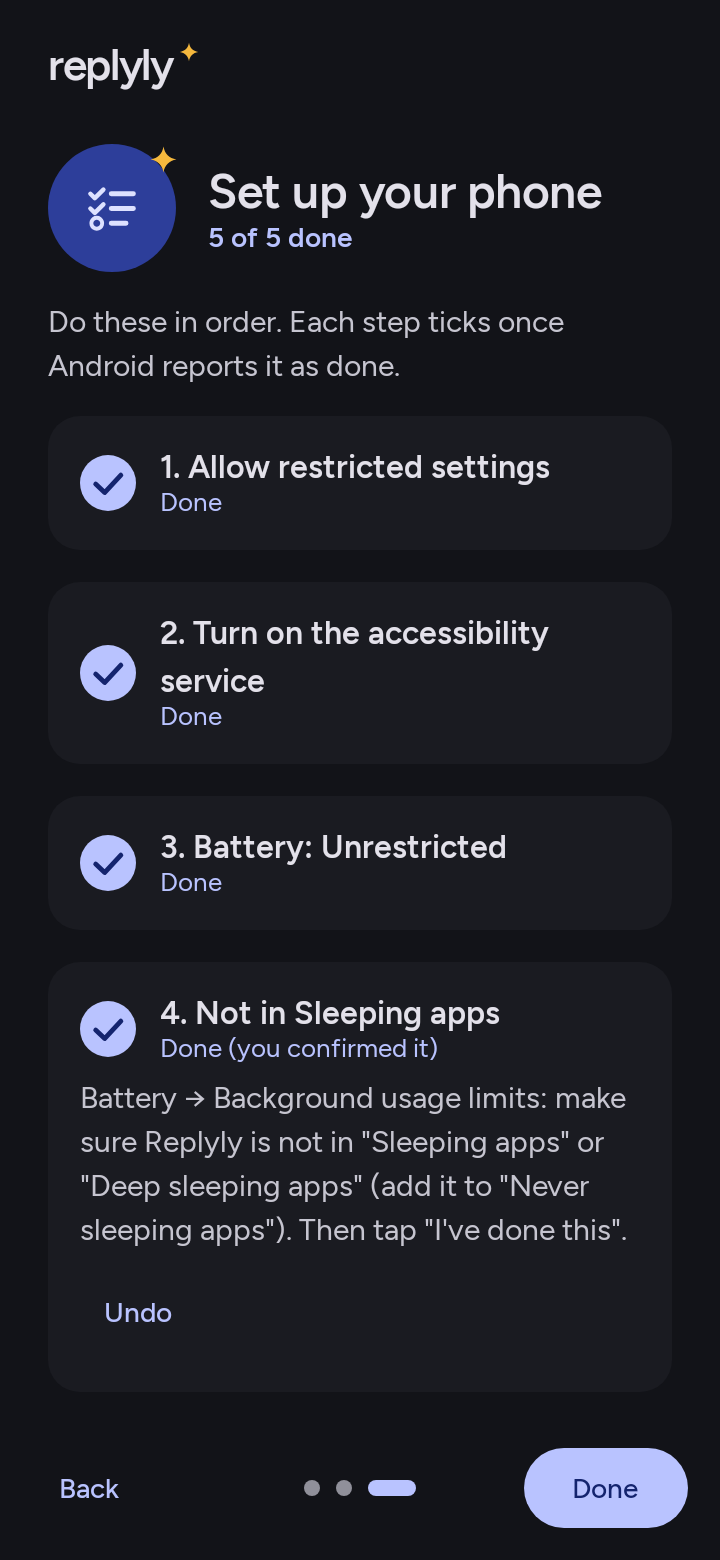 replyly
Set up your phone
5 of 5 done
Do these in order. Each step ticks once
Android reports it as done.
1. Allow restricted settings
Done
2. Turn on the accessibility
service
Done
3. Battery: Unrestricted
Done
4. Not in Sleeping apps
Done (you confirmed it)
Battery → Background usage limits: make
sure Replyly is not in "Sleeping apps" or
"Deep sleeping apps" (add it to "Never
sleeping apps"). Then tap "I've done this".
Undo
Back
Done